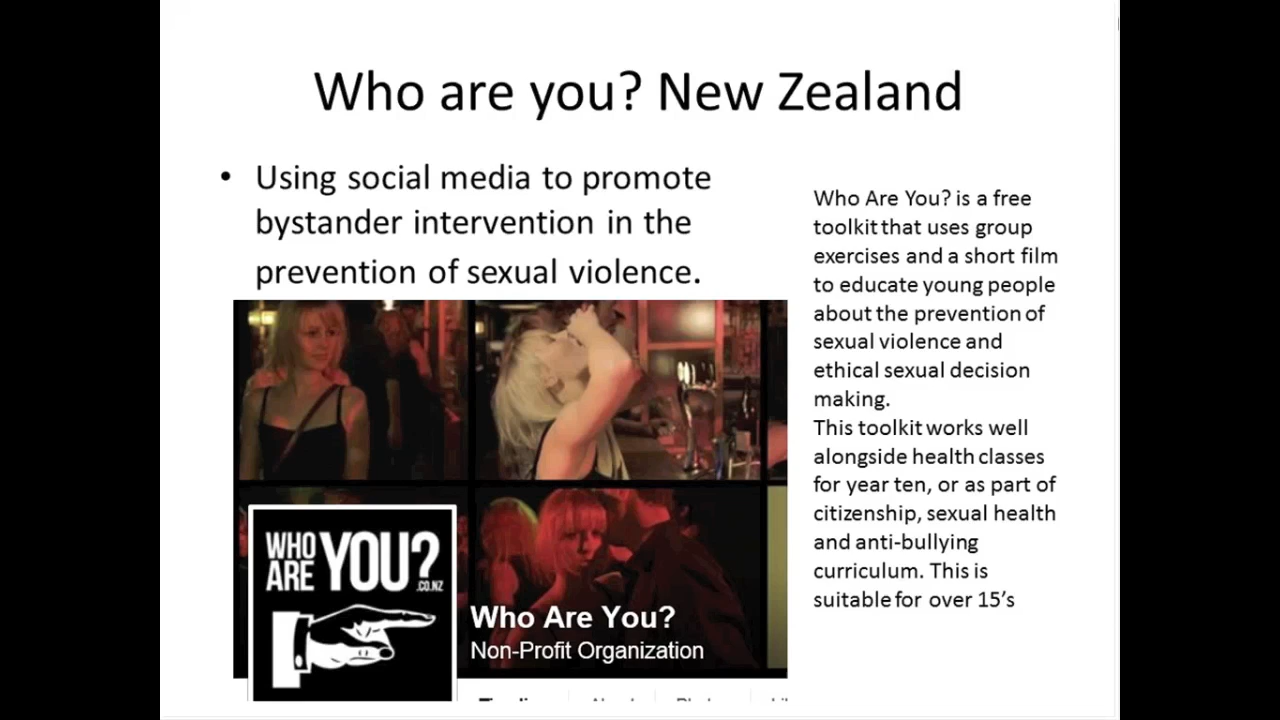 Who are you? New Zealand
• Using social media to promote
bystander intervention in the
prevention of sexual violence.
Who Are You? is a free
toolkit that uses group
exercises and a short film
to educate young people
about the prevention of
sexual violence and
ethical sexual decision
making.
This toolkit works well
alongside health classes
for year ten, or as part of
citizenship, sexual health
and anti-bullying
curriculum. This is
suitable for over 15’s
WHO
ARE YOU?
.CO.NZ
Who Are You?
Non-Profit Organization